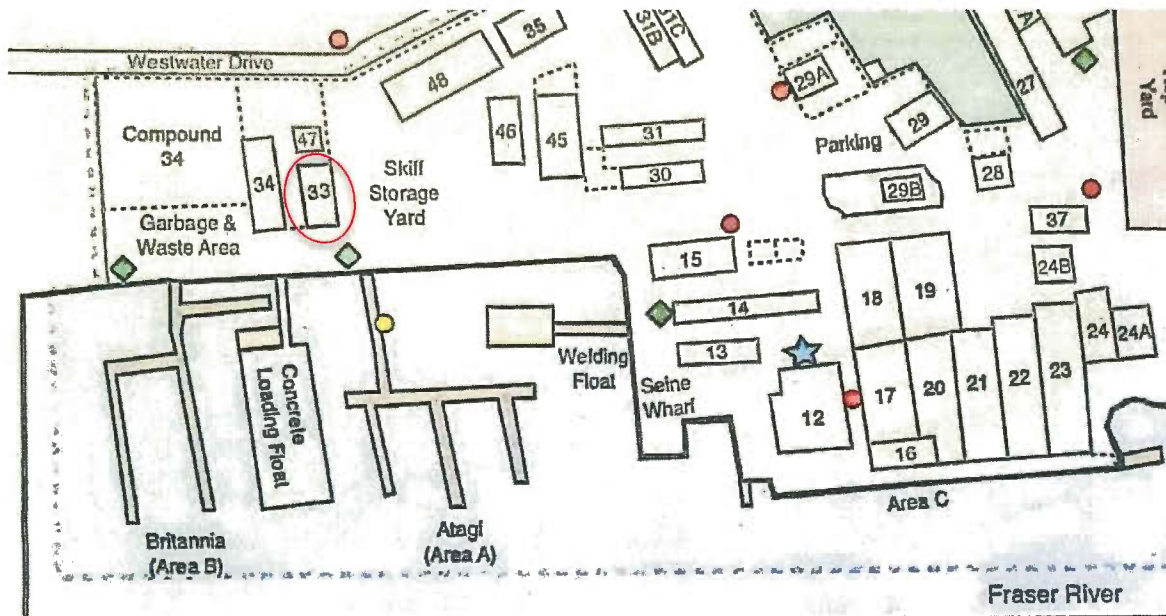 Westwater Drive
48
35
31B
31C
29A
27
A
Yard
Compound
34
47
34
33
Skiff
Storage
Yard
46
45
31
30
Parking
29
29B
28
37
24B
Garbage &
Waste Area
15
14
13
18
19
12
17
20
21
22
23
24
24A
16
Welding
Float
Seine
Wharf
Concrete
Loading Float
Area C
Britannia
(Area B)
Atagi
(Area A)
Fraser River